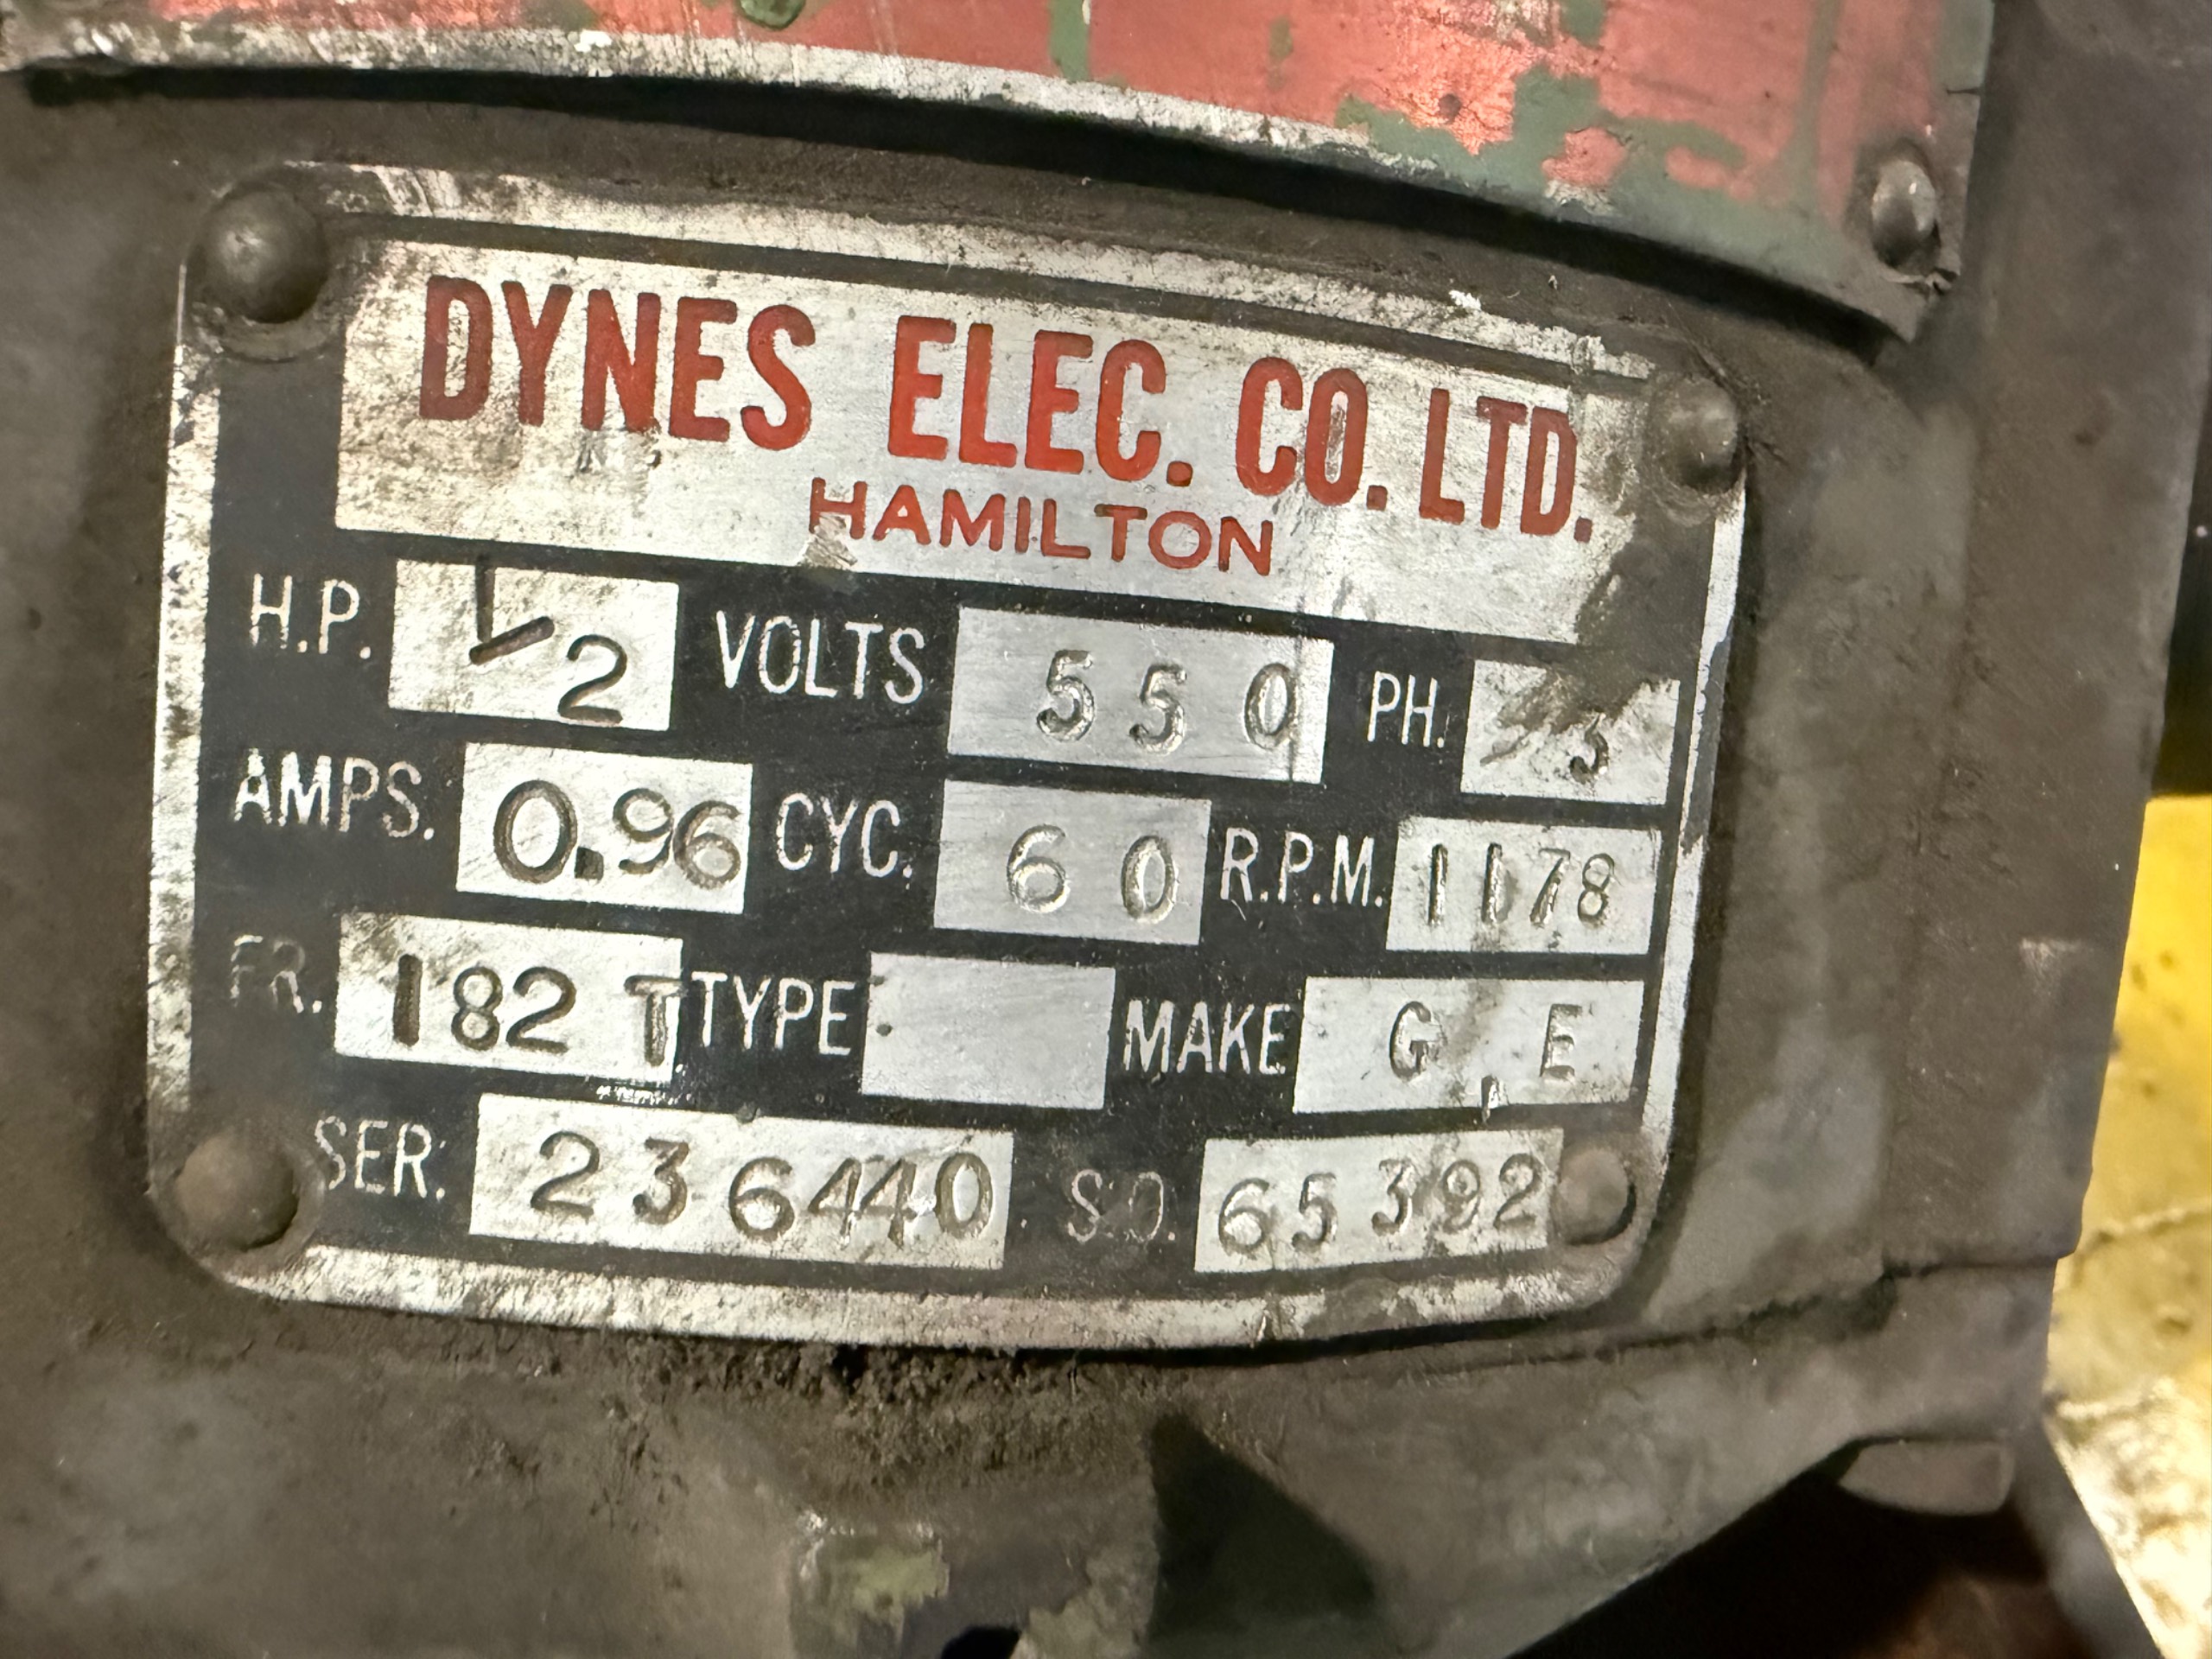 DYNES ELEC. CO. LTD.
HAMILTON
H.P. 1/2 VOLTS 550 PH.
AMPS. 0.96 CYC. 60 R.P.M. 1178
FR. 182 T TYPE MAKE G.E
SER. 236440 S.O. 65392